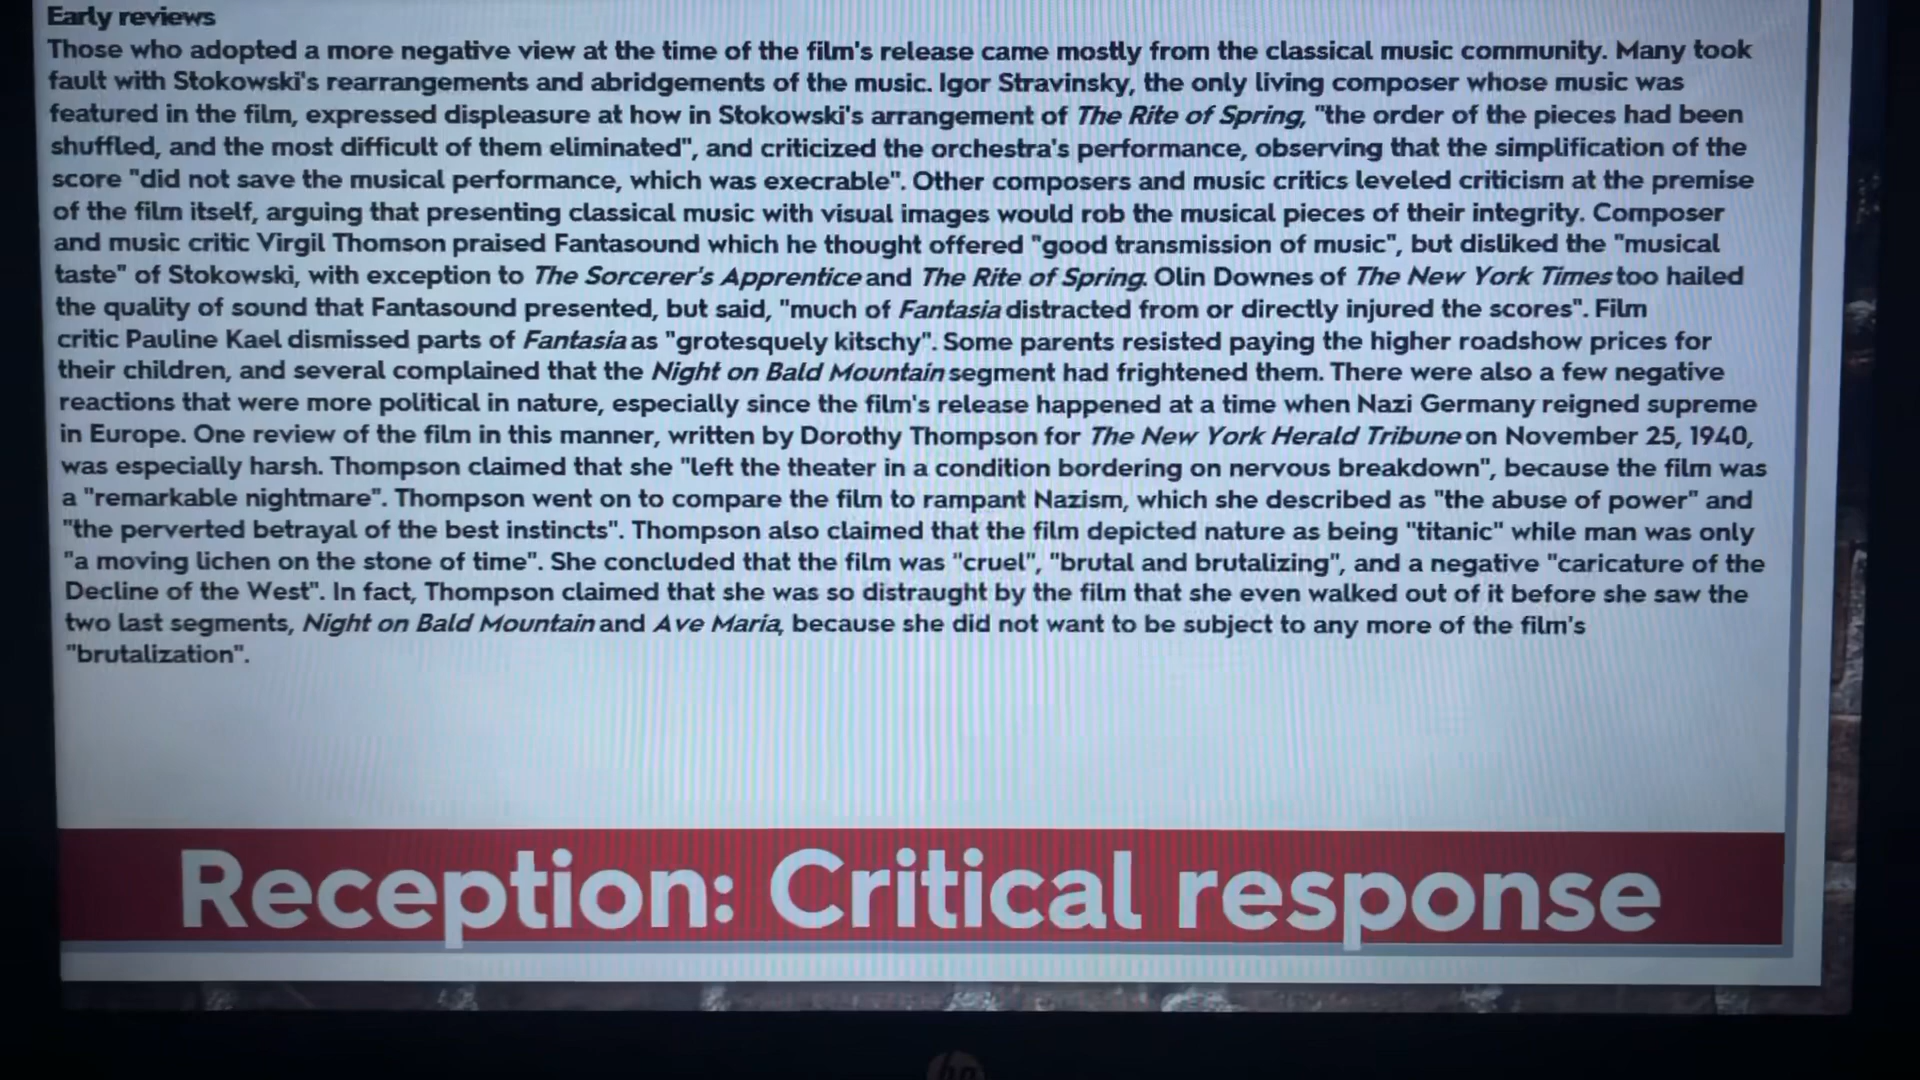 Early reviews
Those who adopted a more negative view at the time of the film's release came mostly from the classical music community. Many took
fault with Stokowski's rearrangements and abridgements of the music. Igor Stravinsky, the only living composer whose music was
featured in the film, expressed displeasure at how in Stokowski's arrangement of The Rite of Spring, "the order of the pieces had been
shuffled, and the most difficult of them eliminated", and criticized the orchestra's performance, observing that the simplification of the
score "did not save the musical performance, which was execrable". Other composers and music critics leveled criticism at the premise
of the film itself, arguing that presenting classical music with visual images would rob the musical pieces of their integrity. Composer
and music critic Virgil Thomson praised Fantasound which he thought offered "good transmission of music", but disliked the "musical
taste" of Stokowski, with exception to The Sorcerer's Apprentice and The Rite of Spring. Olin Downes of The New York Times too hailed
the quality of sound that Fantasound presented, but said, "much of Fantasia distracted from or directly injured the scores". Film
critic Pauline Kael dismissed parts of Fantasia as "grotesquely kitschy". Some parents resisted paying the higher roadshow prices for
their children, and several complained that the Night on Bald Mountain segment had frightened them. There were also a few negative
reactions that were more political in nature, especially since the film's release happened at a time when Nazi Germany reigned supreme
in Europe. One review of the film in this manner, written by Dorothy Thompson for The New York Herald Tribune on November 25, 1940,
was especially harsh. Thompson claimed that she "left the theater in a condition bordering on nervous breakdown", because the film was
a "remarkable nightmare". Thompson went on to compare the film to rampant Nazism, which she described as "the abuse of power" and
"the perverted betrayal of the best instincts". Thompson also claimed that the film depicted nature as being "titanic" while man was only
"a moving lichen on the stone of time". She concluded that the film was "cruel", "brutal and brutalizing", and a negative "caricature of the
Decline of the West". In fact, Thompson claimed that she was so distraught by the film that she even walked out of it before she saw the
two last segments, Night on Bald Mountain and Ave Maria, because she did not want to be subject to any more of the film's
"brutalization".
Reception: Critical response
hp